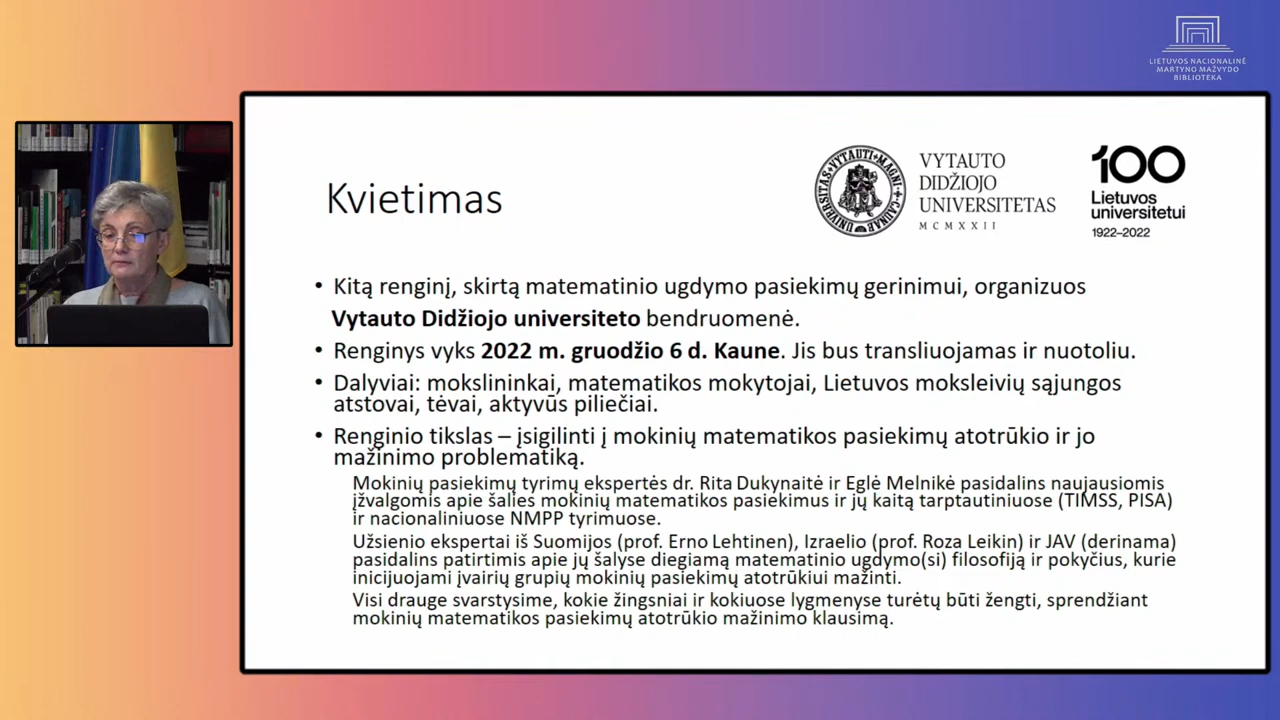 LIETUVOS NACIONALINĖ
MARTYNO MAŽVYDO
BIBLIOTEKA
Kvietimas
UNIVERSITAS VYTAUTI MAGNI CAUNAE
VYTAUTO
DIDŽIOJO
UNIVERSITETAS
MCMXXII
100
Lietuvos
universitetui
1922–2022
• Kitą renginį, skirtą matematinio ugdymo pasiekimų gerinimui, organizuos
Vytauto Didžiojo universiteto bendruomenė.
• Renginys vyks 2022 m. gruodžio 6 d. Kaune. Jis bus transliuojamas ir nuotoliu.
• Dalyviai: mokslininkai, matematikos mokytojai, Lietuvos moksleivių sąjungos
atstovai, tėvai, aktyvūs piliečiai.
• Renginio tikslas – įsigilinti į mokinių matematikos pasiekimų atotrūkio ir jo
mažinimo problematiką.
Mokinių pasiekimų tyrimų ekspertės dr. Rita Dukynaitė ir Eglė Melnikė pasidalins naujausiomis
įžvalgomis apie šalies mokinių matematikos pasiekimus ir jų kaitą tarptautiniuose (TIMSS, PISA)
ir nacionaliniuose NMPP tyrimuose.
Užsienio ekspertai iš Suomijos (prof. Erno Lehtinen), Izraelio (prof. Roza Leikin) ir JAV (derinama)
pasidalins patirtimis apie jų šalyse diegiamą matematinio ugdymo(si) filosofiją ir pokyčius, kurie
inicijuojami įvairių grupių mokinių pasiekimų atotrūkiui mažinti.
Visi drauge svarstysime, kokie žingsniai ir kokiuose lygmenyse turėtų būti žengti, sprendžiant
mokinių matematikos pasiekimų atotrūkio mažinimo klausimą.